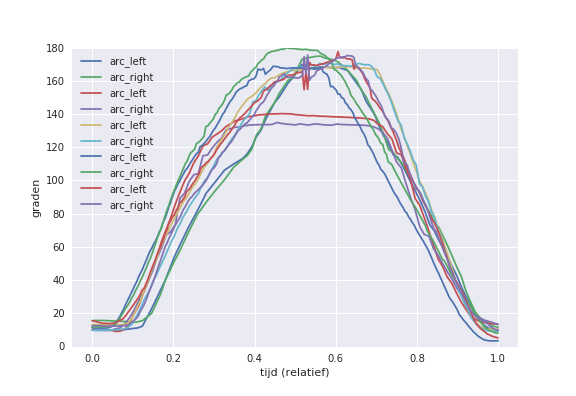 180
160
140
120
100
80
60
40
20
0
graden
arc_left
arc_right
arc_left
arc_right
arc_left
arc_right
arc_left
arc_right
arc_left
arc_right
0.0 0.2 0.4 0.6 0.8 1.0
tijd (relatief)